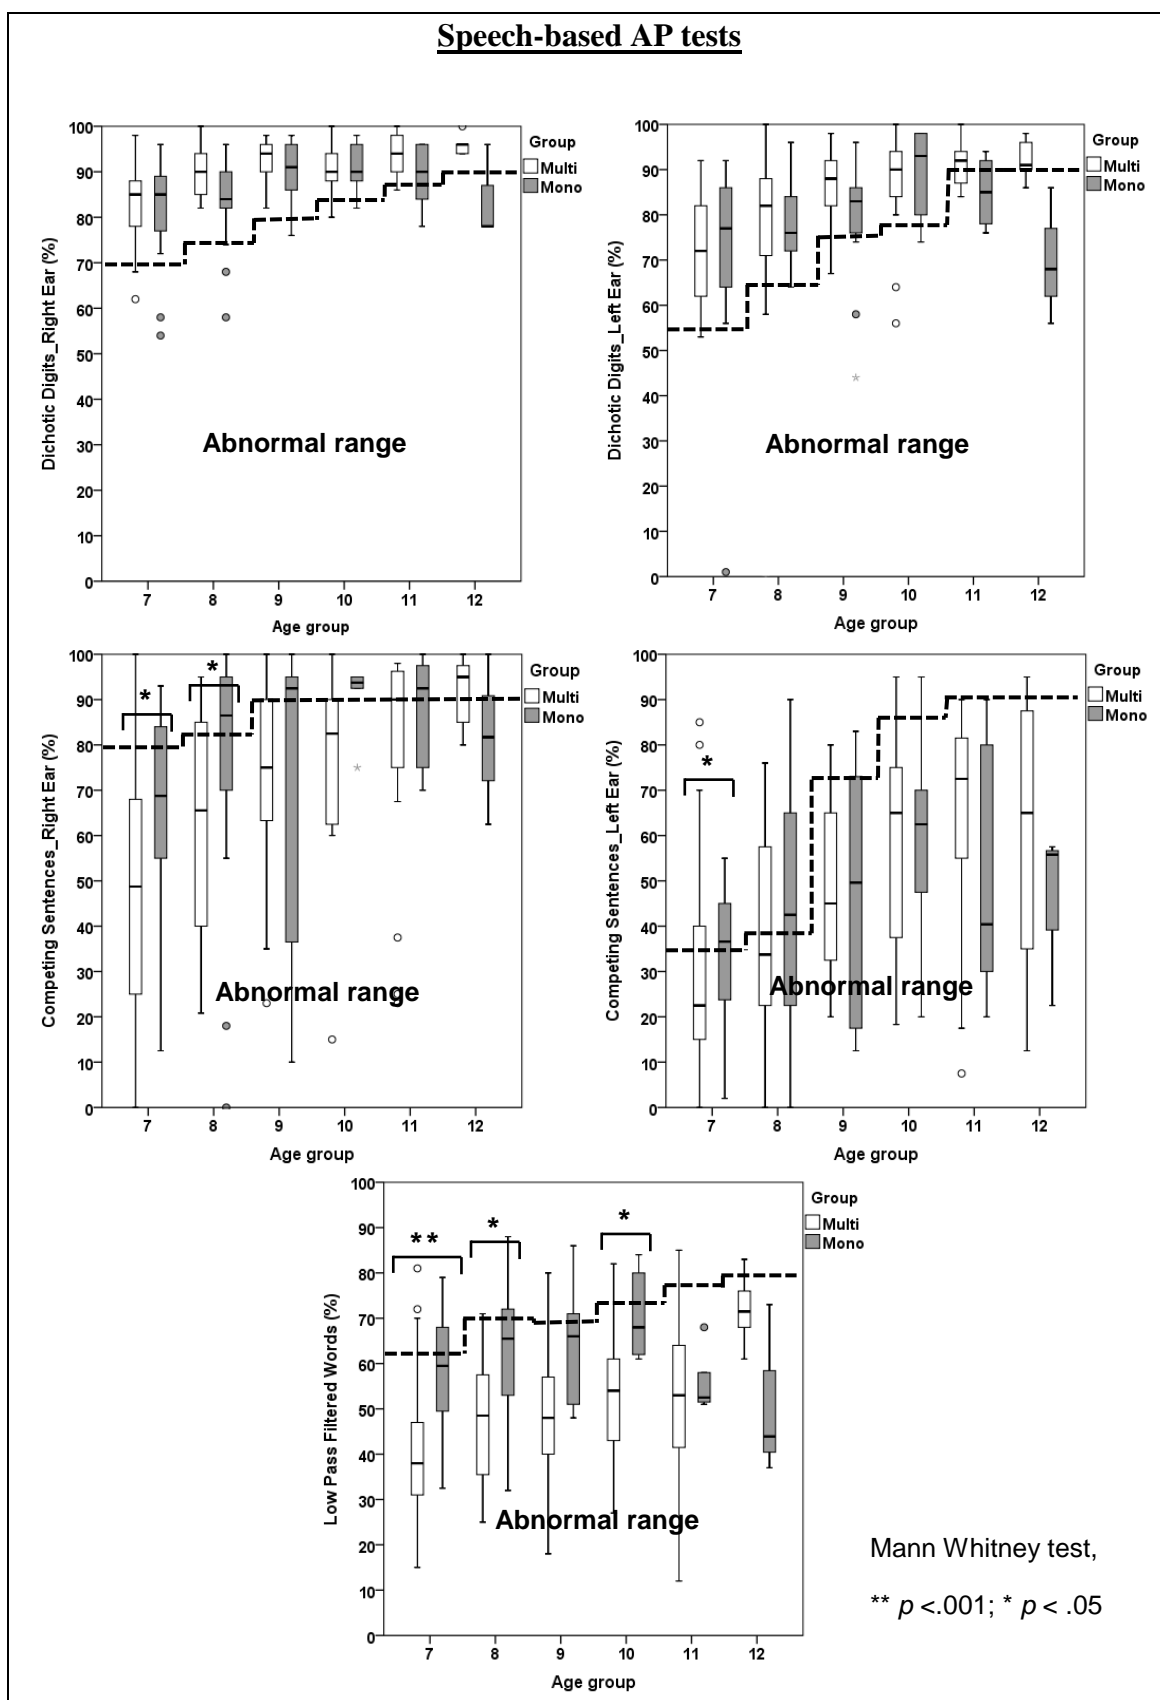 Speech-based AP tests
Group
Multi
Mono
100
90
80
70
60
50
40
30
20
10
0
Dichotic Digits_Right Ear (%)
Abnormal range
7 8 9 10 11 12
Age group
Group
Multi
Mono
100
90
80
70
60
50
40
30
20
10
0
Dichotic Digits_Left Ear (%)
Abnormal range
7 8 9 10 11 12
Age group
Group
Multi
Mono
100
90
80
70
60
50
40
30
20
10
0
Competing Sentences_Right Ear (%)
*
*
Abnormal range
7 8 9 10 11 12
Age group
Group
Multi
Mono
100
90
80
70
60
50
40
30
20
10
0
Competing Sentences_Left Ear (%)
*
Abnormal range
7 8 9 10 11 12
Age group
Group
Multi
Mono
100
90
80
70
60
50
40
30
20
10
0
Low Pass Filtered Words (%)
**
*
*
Abnormal range
7 8 9 10 11 12
Age group
Mann Whitney test,
** p <.001; * p < .05